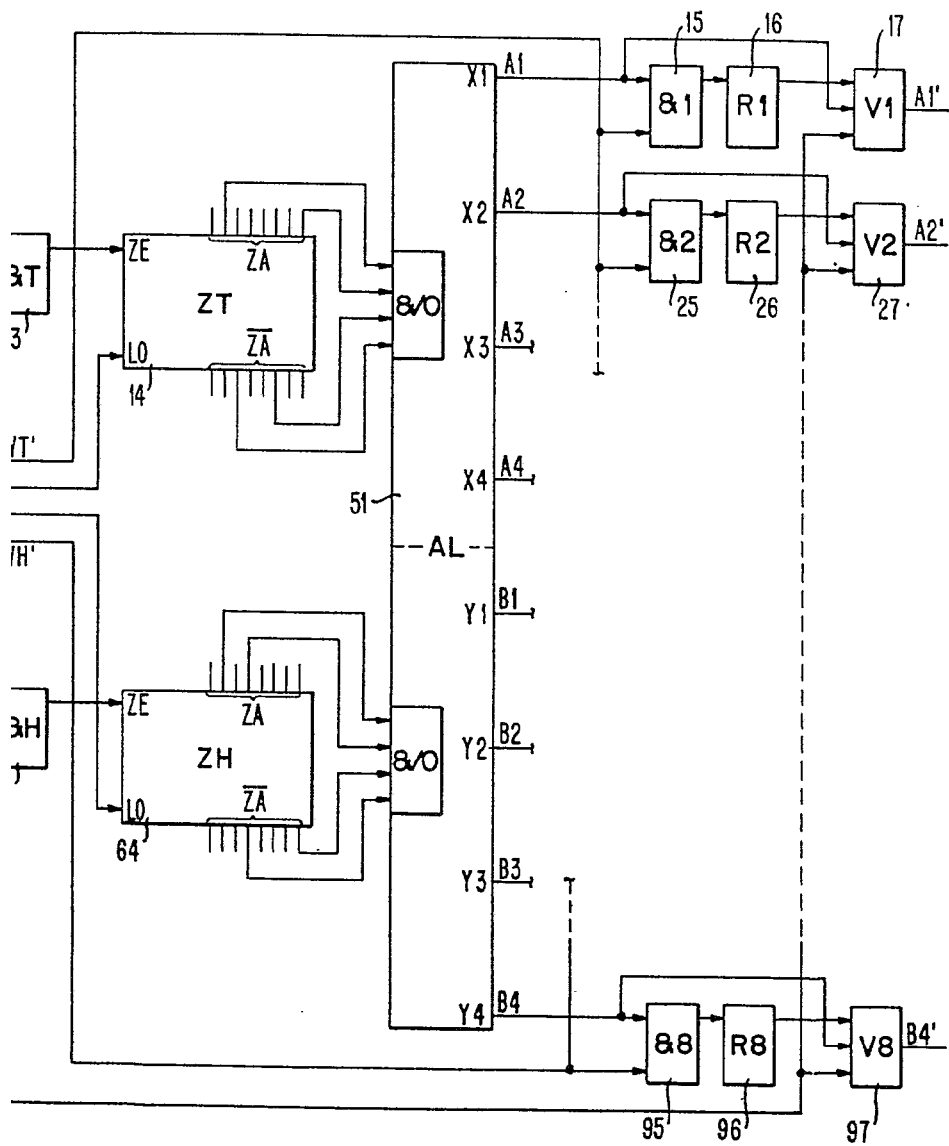 15 16 17
X1 A1 &1 R1 V1 A1'
X2 A2 &2 R2 V2 A2'
25 26 27
&T ZE ZA
ZT &/O
3 LO Z̅A̅
14
X3 A3
/T'
X4 A4
51
/H'
AL
Y1 B1
&H ZE ZA
ZH &/O Y2 B2
LO Z̅A̅
64
Y3 B3
Y4 B4 &8 R8 V8 B4'
95 96 97